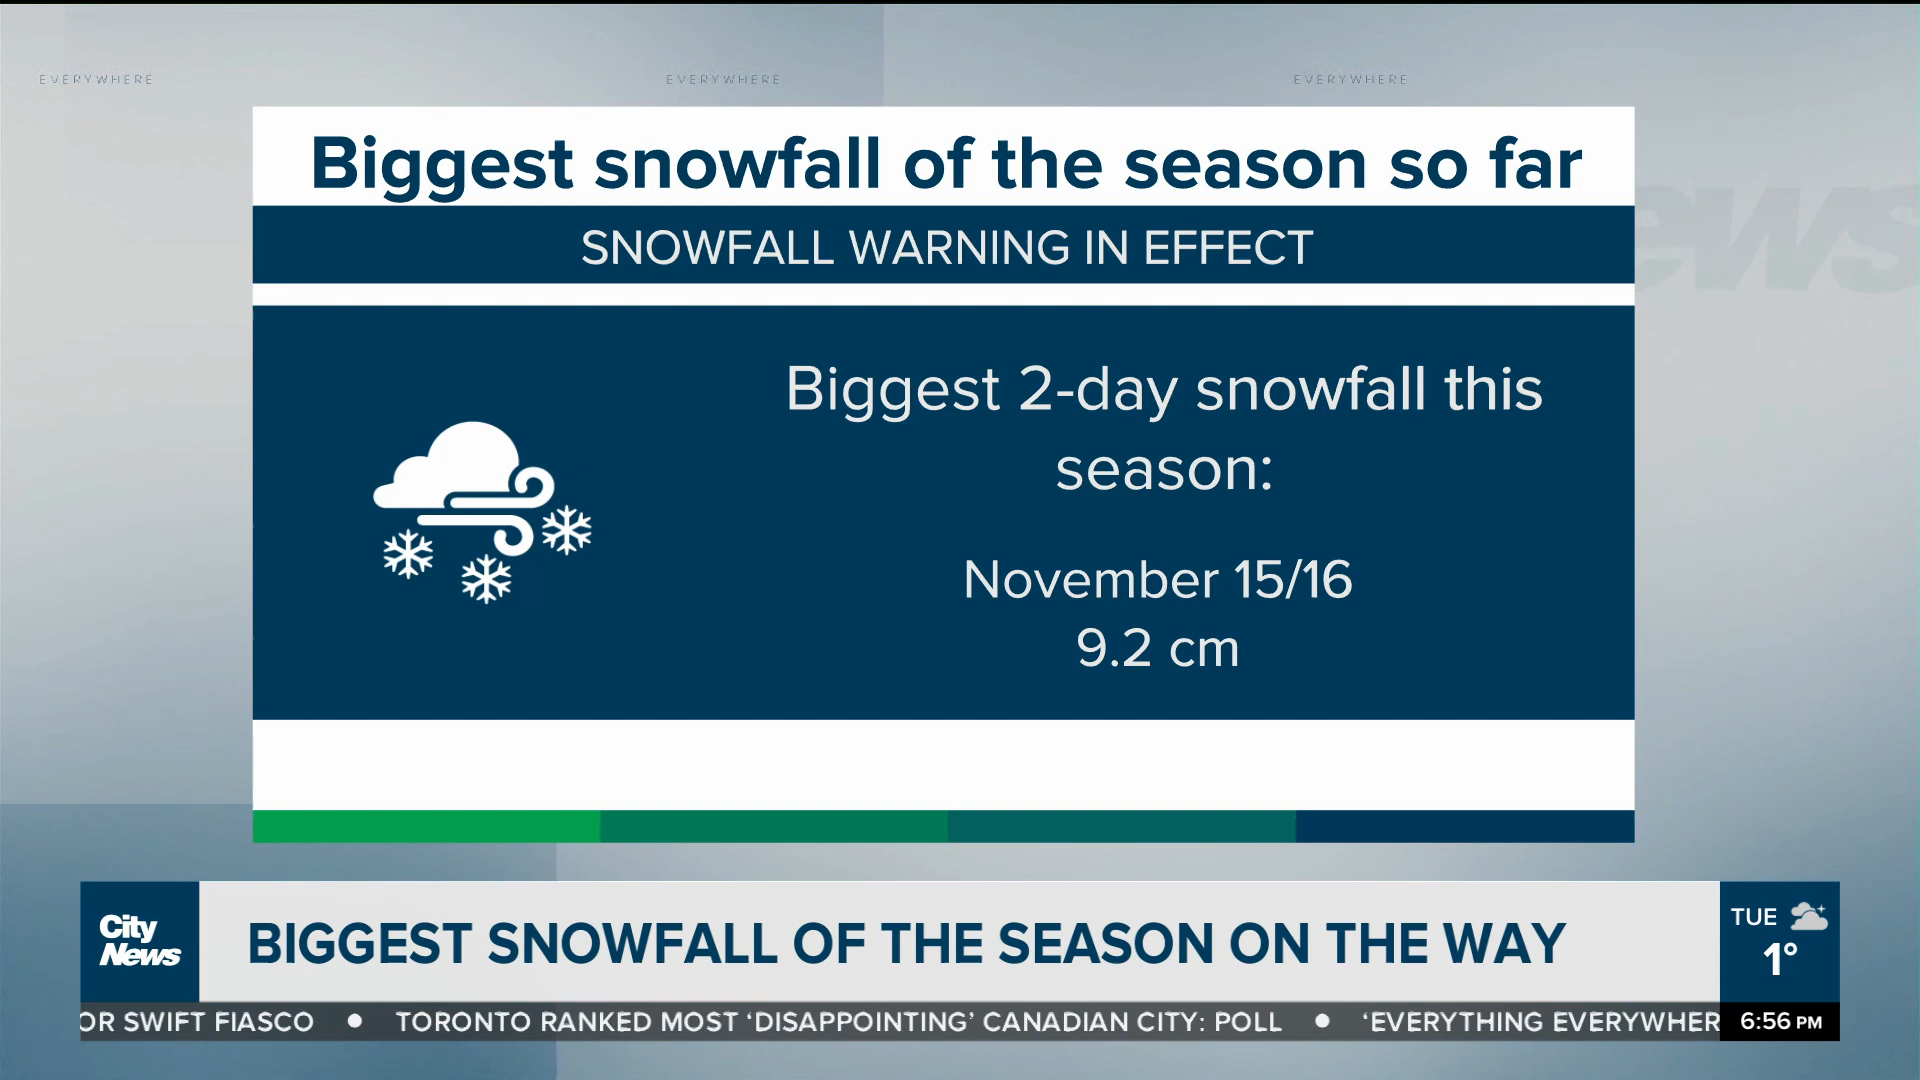 EVERYWHERE EVERYWHERE EVERYWHERE
Biggest snowfall of the season so far
SNOWFALL WARNING IN EFFECT
ews
Biggest 2-day snowfall this
season:
November 15/16
9.2 cm
City
News
BIGGEST SNOWFALL OF THE SEASON ON THE WAY
TUE
1°
OR SWIFT FIASCO • TORONTO RANKED MOST ‘DISAPPOINTING’ CANADIAN CITY: POLL • ‘EVERYTHING EVERYWHER
6:56 PM